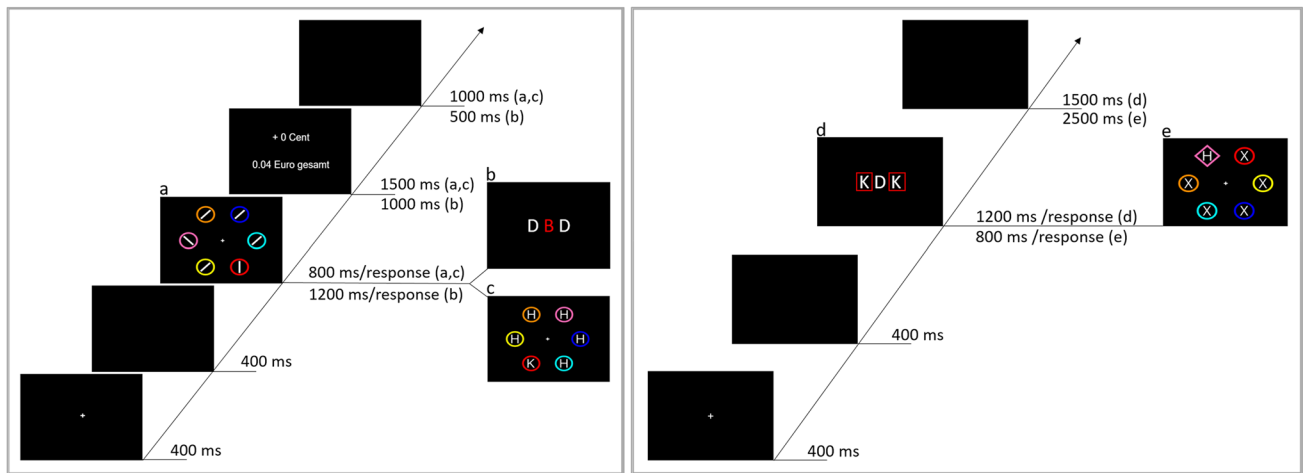 1000 ms (a,c)
500 ms (b)
+ 0 Cent
0.04 Euro gesamt
1500 ms (a,c)
1000 ms (b)
a
b
D B D
800 ms/response (a,c)
1200 ms/response (b)
c
H H
H H
K H
400 ms
400 ms
1500 ms (d)
2500 ms (e)
d
K D K
e
H X
X X
X X
1200 ms /response (d)
800 ms /response (e)
400 ms
400 ms